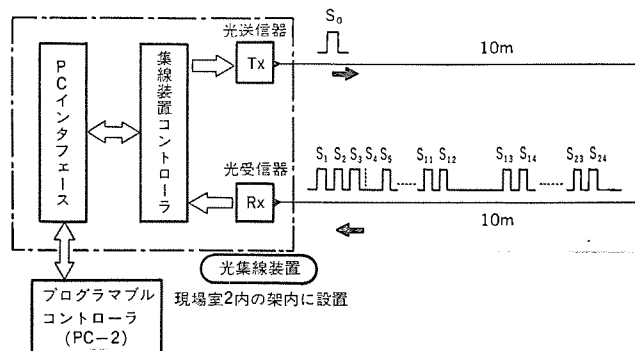 光送信器
Tx
S₀
10m
PCインタフェース
集線装置コントローラ
光受信器
Rx
S₁ S₂ S₃ S₄ S₅ S₁₁ S₁₂ S₁₃ S₁₄ S₂₃ S₂₄
10m
光集線装置
現場室2内の架内に設置
プログラマブル
コントローラ
(PC−2)